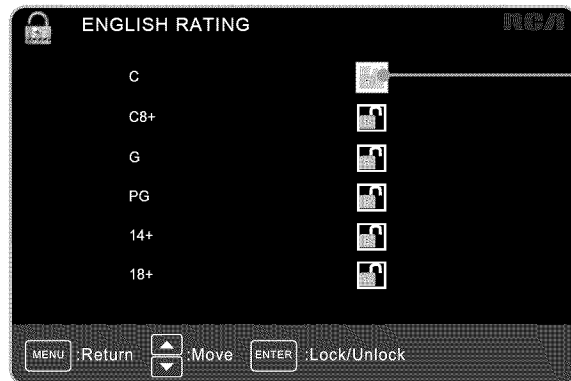 ENGLISH RATING RCA
C
C8+
G
PG
14+
18+
MENU :Return :Move ENTER :Lock/Unlock